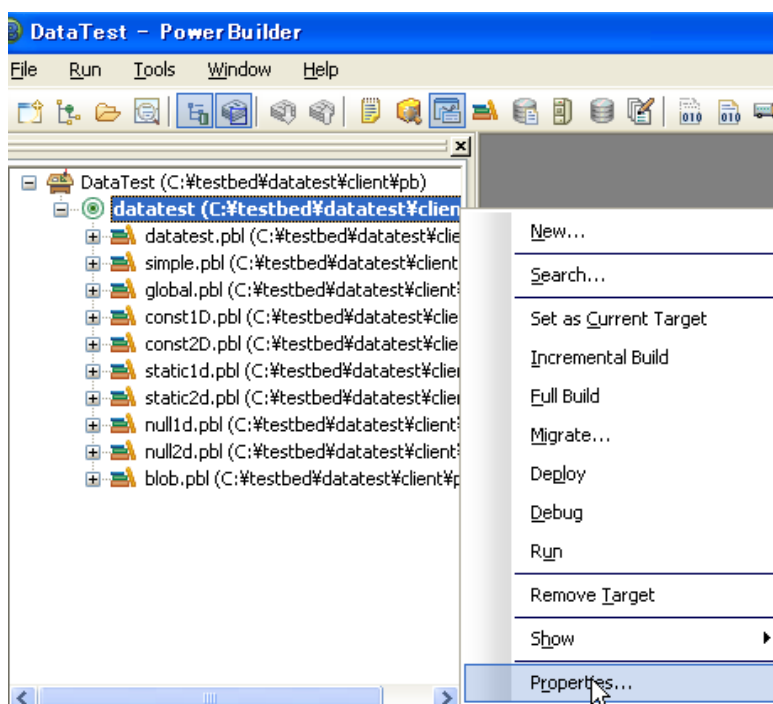 DataTest - PowerBuilder
File Run Tools Window Help
DataTest (C:¥testbed¥datatest¥client¥pb)
datatest (C:¥testbed¥datatest¥clien
datatest.pbl (C:¥testbed¥datatest¥clie
simple.pbl (C:¥testbed¥datatest¥client
global.pbl (C:¥testbed¥datatest¥client¥
const1D.pbl (C:¥testbed¥datatest¥clie
const2D.pbl (C:¥testbed¥datatest¥clie
static1d.pbl (C:¥testbed¥datatest¥clien
static2d.pbl (C:¥testbed¥datatest¥clien
null1d.pbl (C:¥testbed¥datatest¥client¥
null2d.pbl (C:¥testbed¥datatest¥client¥
blob.pbl (C:¥testbed¥datatest¥client¥p
New...
Search...
Set as Current Target
Incremental Build
Full Build
Migrate...
Deploy
Debug
Run
Remove Target
Show
Properties...